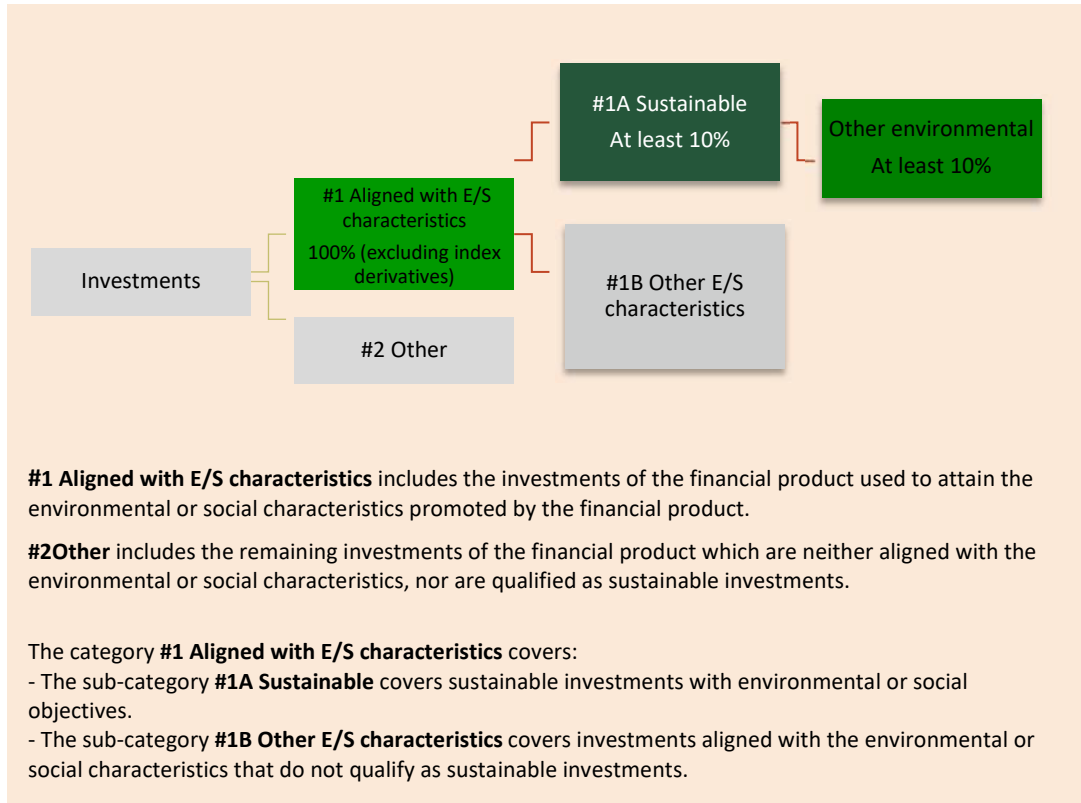 #1A Sustainable
At least 10%
Other environmental
At least 10%
#1 Aligned with E/S
characteristics
100% (excluding index
derivatives)
Investments
#1B Other E/S
characteristics
#2 Other
#1 Aligned with E/S characteristics includes the investments of the financial product used to attain the
environmental or social characteristics promoted by the financial product.
#2Other includes the remaining investments of the financial product which are neither aligned with the
environmental or social characteristics, nor are qualified as sustainable investments.
The category #1 Aligned with E/S characteristics covers:
- The sub-category #1A Sustainable covers sustainable investments with environmental or social
objectives.
- The sub-category #1B Other E/S characteristics covers investments aligned with the environmental or
social characteristics that do not qualify as sustainable investments.